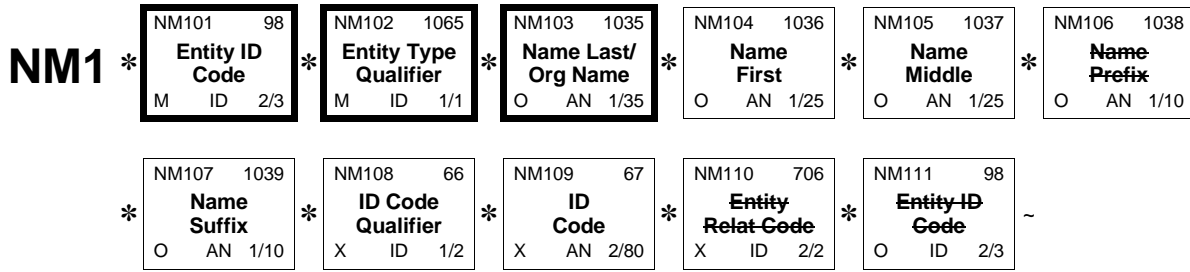 NM1 * NM101 98 * NM102 1065 * NM103 1035 * NM104 1036 * NM105 1037 * NM106 1038
Entity ID Entity Type Name Last/ Name Name Name
Code Qualifier Org Name First Middle Prefix
M ID 2/3 M ID 1/1 O AN 1/35 O AN 1/25 O AN 1/25 O AN 1/10
* NM107 1039 * NM108 66 * NM109 67 * NM110 706 * NM111 98 ~
Name ID Code ID Entity Entity ID
Suffix Qualifier Code Relat Code Code
O AN 1/10 X ID 1/2 X AN 2/80 X ID 2/2 O ID 2/3